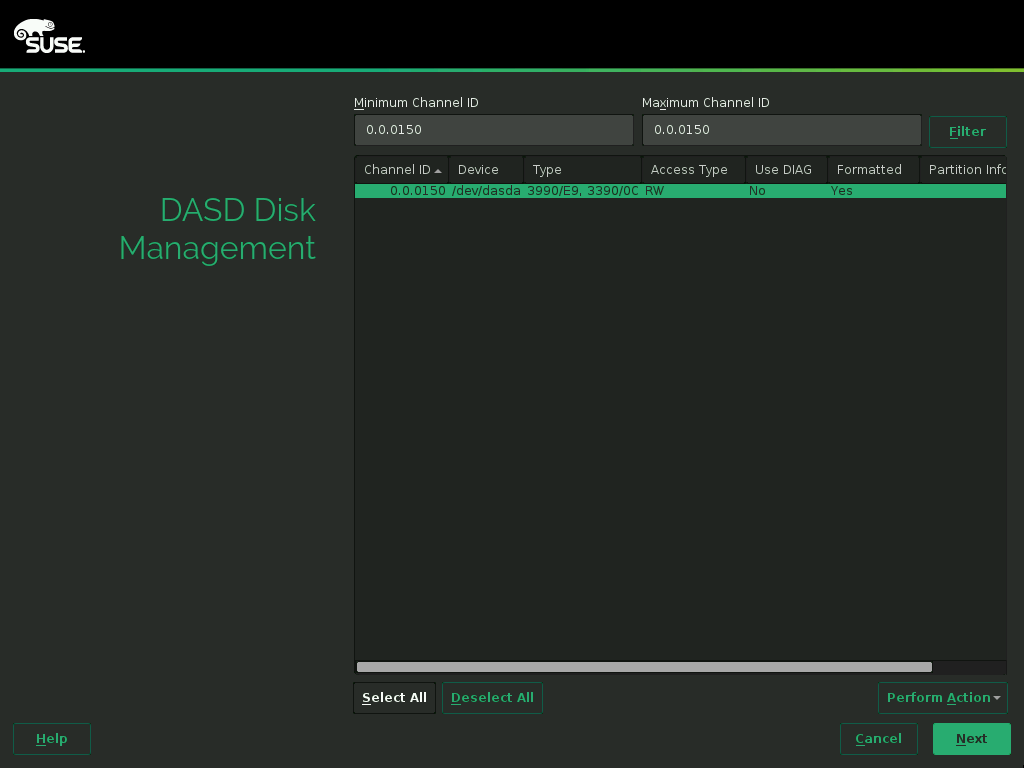 SUSE.
Minimum Channel ID Maximum Channel ID
0.0.0150 0.0.0150 Filter
Channel ID Device Type Access Type Use DIAG Formatted Partition Info
0.0.0150 /dev/dasda 3990/E9, 3390/0C RW No Yes
DASD Disk
Management
Select All Deselect All Perform Action
Help Cancel Next